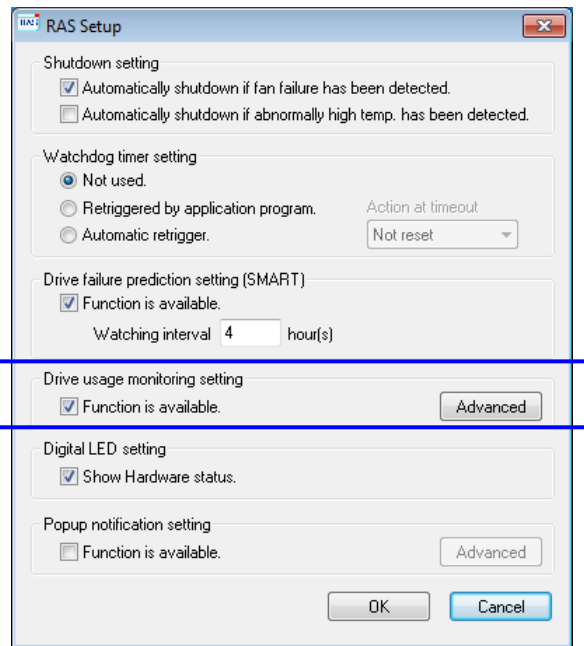 RAS Setup
Shutdown setting
Automatically shutdown if fan failure has been detected.
Automatically shutdown if abnormally high temp. has been detected.
Watchdog timer setting
Not used.
Retriggered by application program.
Action at timeout
Automatic retrigger.
Not reset
Drive failure prediction setting (SMART)
Function is available.
Watching interval 4 hour(s)
Drive usage monitoring setting
Function is available. Advanced
Digital LED setting
Show Hardware status.
Popup notification setting
Function is available. Advanced
OK Cancel